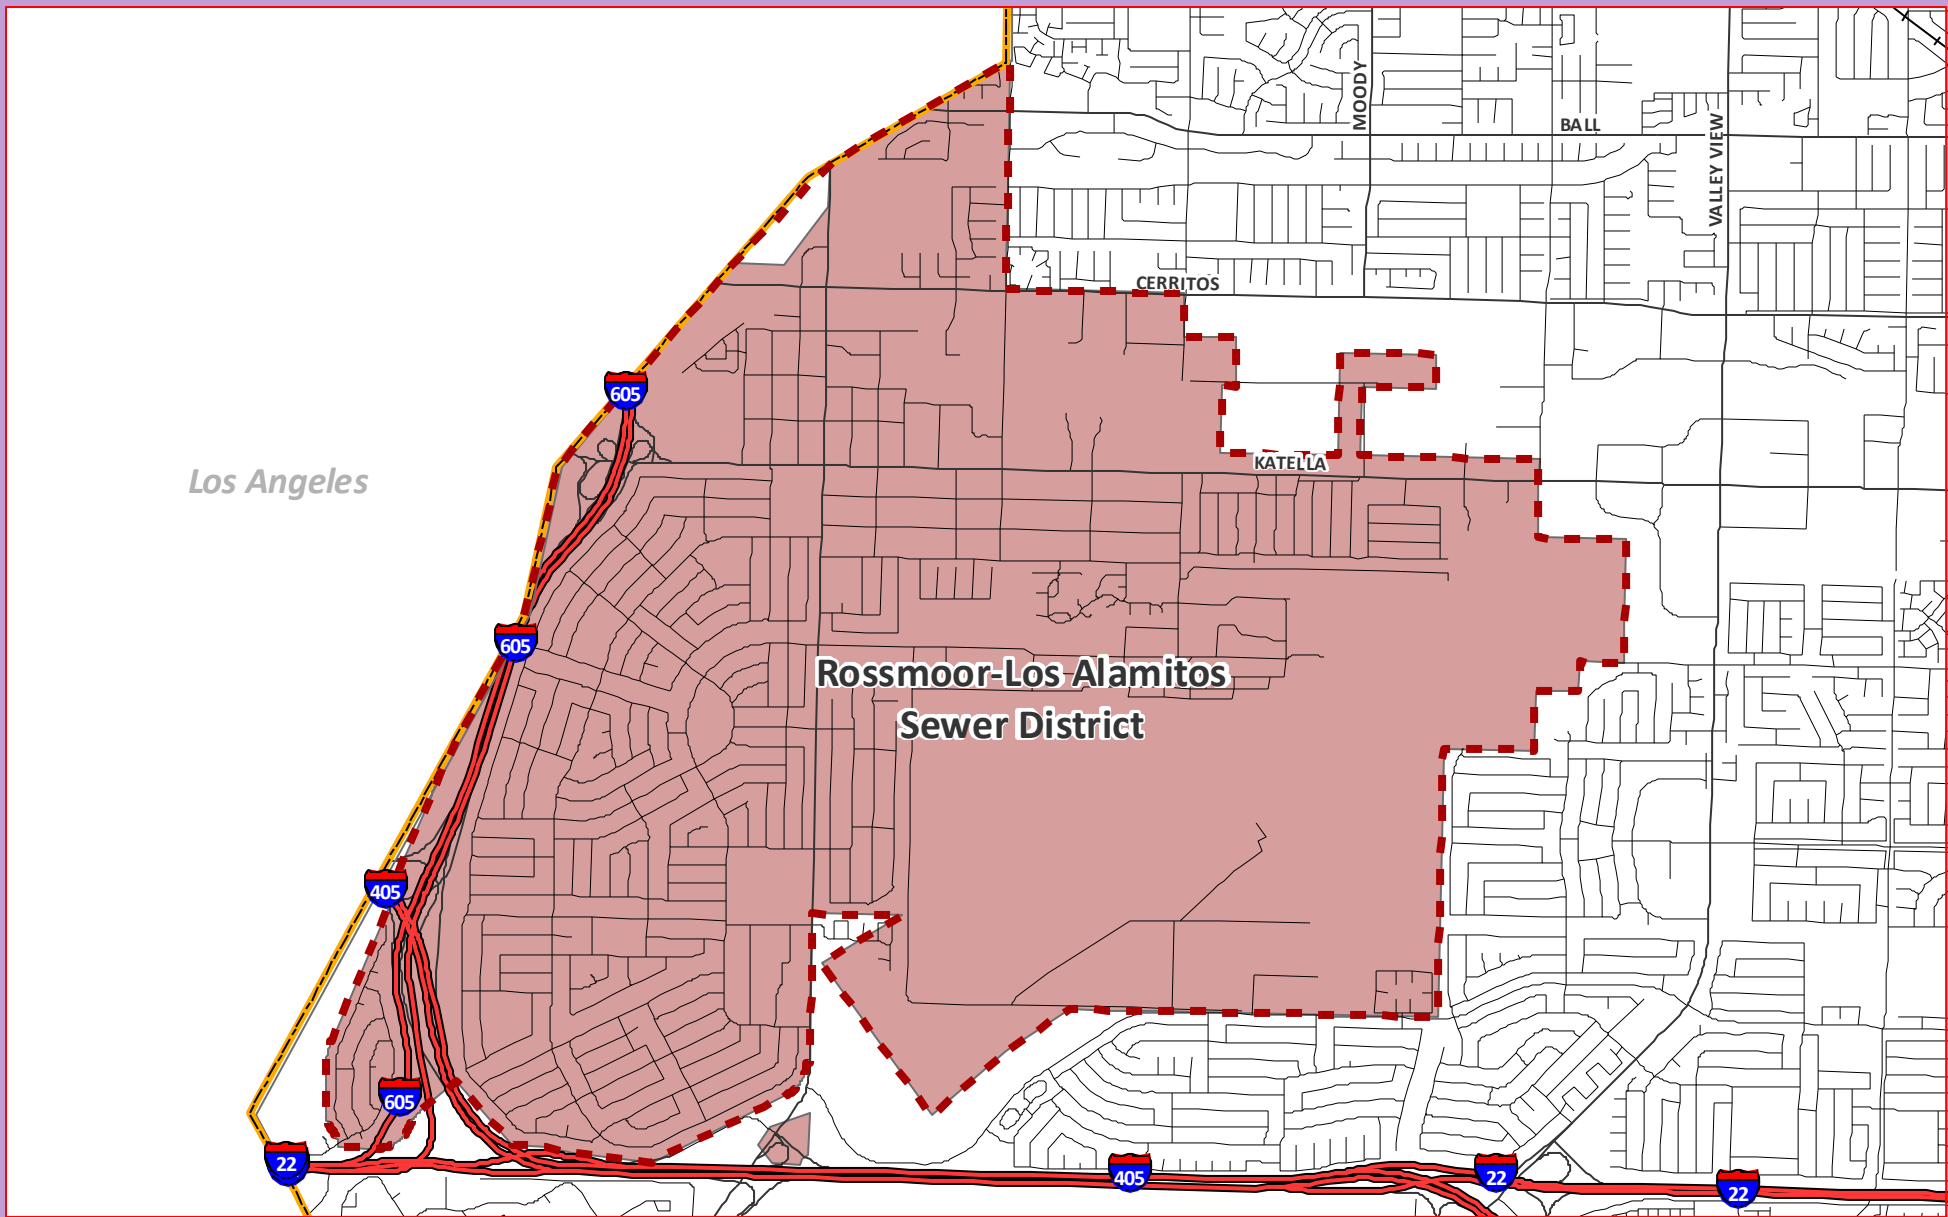 MOODY
BALL
VALLEY VIEW
CERRITOS
605
KATELLA
Los Angeles
605
Rossmoor-Los Alamitos
Sewer District
405
605
22
405
22
22